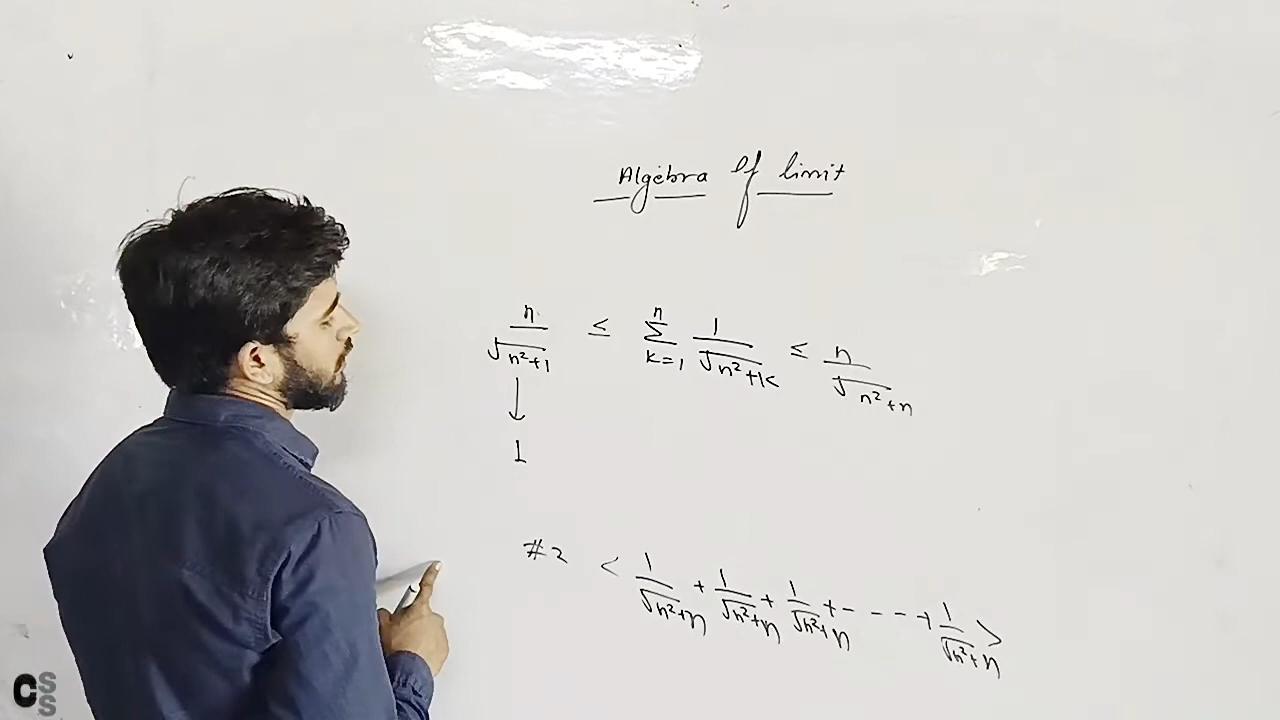 Algebra Of limit
n/√n²+1 ≤ n∑k=1 1/√n²+k ≤ n/√n²+n
↓
1
#2 < 1/√n²+n + 1/√n²+n + 1/√n²+n + - - - + 1/√n²+n >
CSS